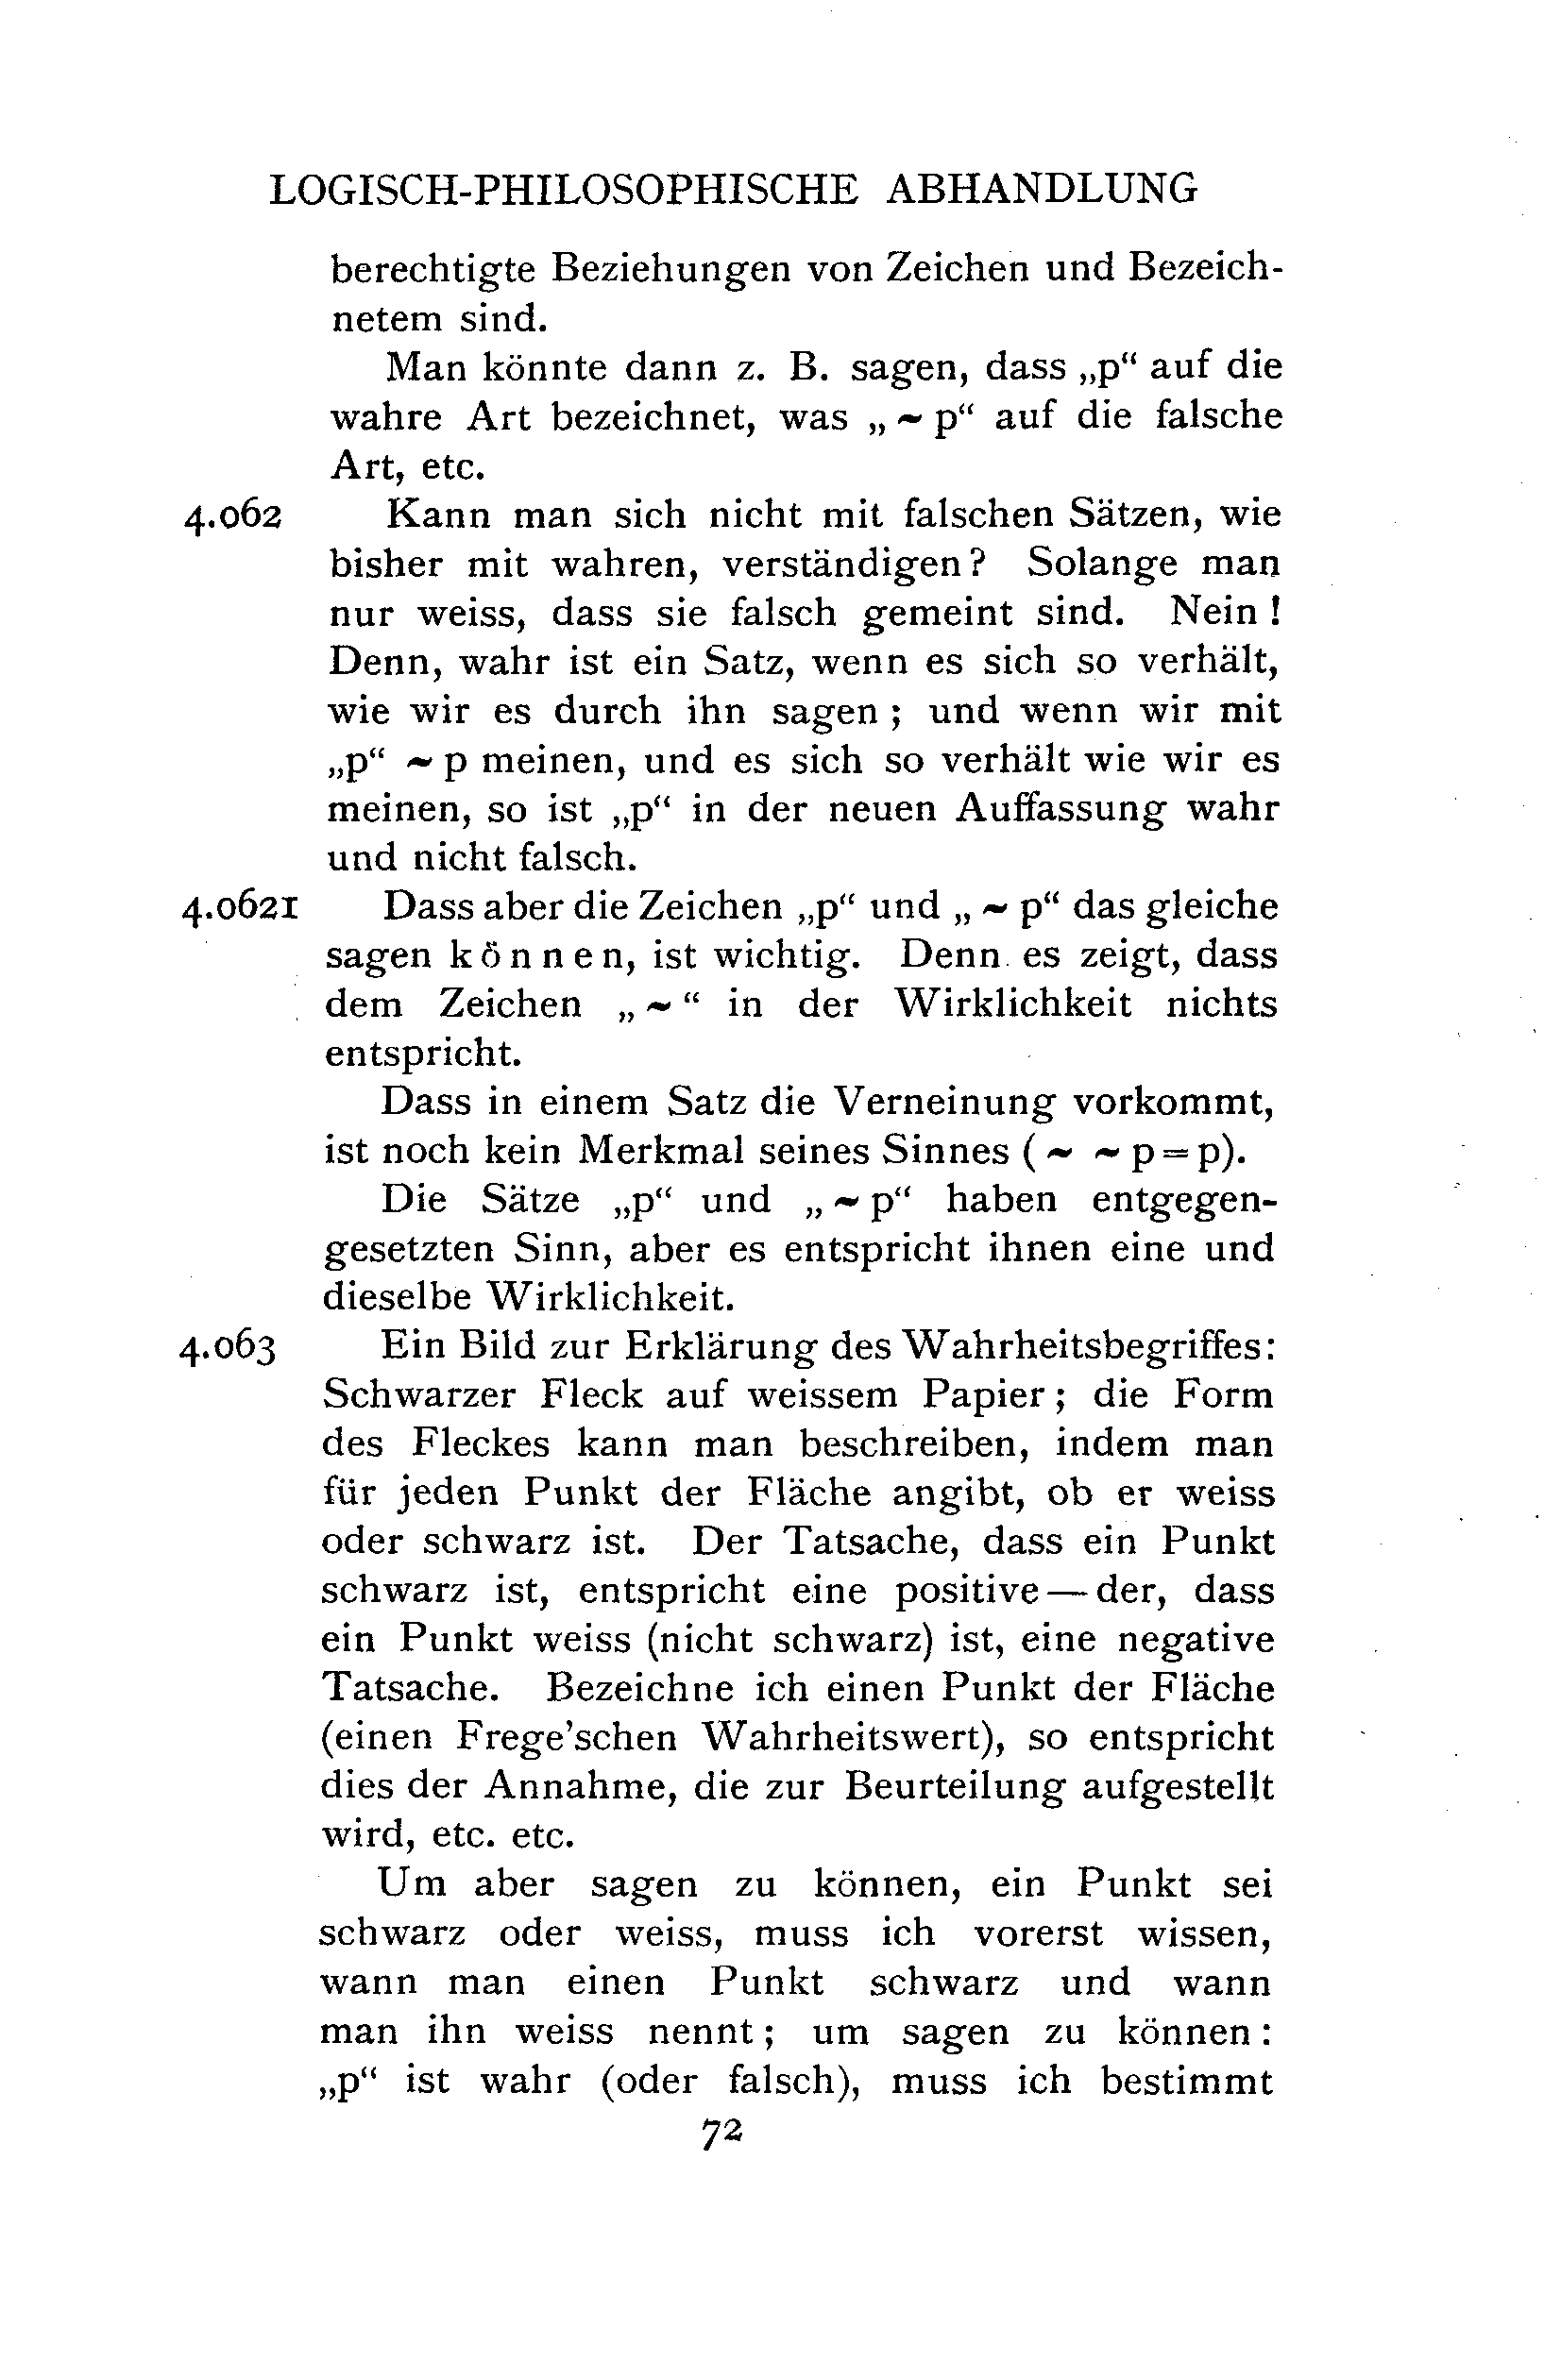 LOGISCH-PHILOSOPHISCHE ABHANDLUNG
berechtigte Beziehungen von Zeichen und Bezeich-
netem sind.
Man könnte dann z. B. sagen, dass „p“ auf die
wahre Art bezeichnet, was „ ~ p“ auf die falsche
Art, etc.
4.062 Kann man sich nicht mit falschen Sätzen, wie
bisher mit wahren, verständigen? Solange man
nur weiss, dass sie falsch gemeint sind. Nein !
Denn, wahr ist ein Satz, wenn es sich so verhält,
wie wir es durch ihn sagen ; und wenn wir mit
„p“ ~ p meinen, und es sich so verhält wie wir es
meinen, so ist „p“ in der neuen Auffassung wahr
und nicht falsch.
4.0621 Dass aber die Zeichen „p“ und „ ~ p“ das gleiche
sagen k ö n n e n, ist wichtig. Denn es zeigt, dass
dem Zeichen „ ~ “ in der Wirklichkeit nichts
entspricht.
Dass in einem Satz die Verneinung vorkommt,
ist noch kein Merkmal seines Sinnes ( ~ ~ p = p).
Die Sätze „p“ und „ ~ p“ haben entgegen-
gesetzten Sinn, aber es entspricht ihnen eine und
dieselbe Wirklichkeit.
4.063 Ein Bild zur Erklärung des Wahrheitsbegriffes:
Schwarzer Fleck auf weissem Papier ; die Form
des Fleckes kann man beschreiben, indem man
für jeden Punkt der Fläche angibt, ob er weiss
oder schwarz ist. Der Tatsache, dass ein Punkt
schwarz ist, entspricht eine positive — der, dass
ein Punkt weiss (nicht schwarz) ist, eine negative
Tatsache. Bezeichne ich einen Punkt der Fläche
(einen Frege’schen Wahrheitswert), so entspricht
dies der Annahme, die zur Beurteilung aufgestellt
wird, etc. etc.
Um aber sagen zu können, ein Punkt sei
schwarz oder weiss, muss ich vorerst wissen,
wann man einen Punkt schwarz und wann
man ihn weiss nennt ; um sagen zu können :
„p“ ist wahr (oder falsch), muss ich bestimmt
72